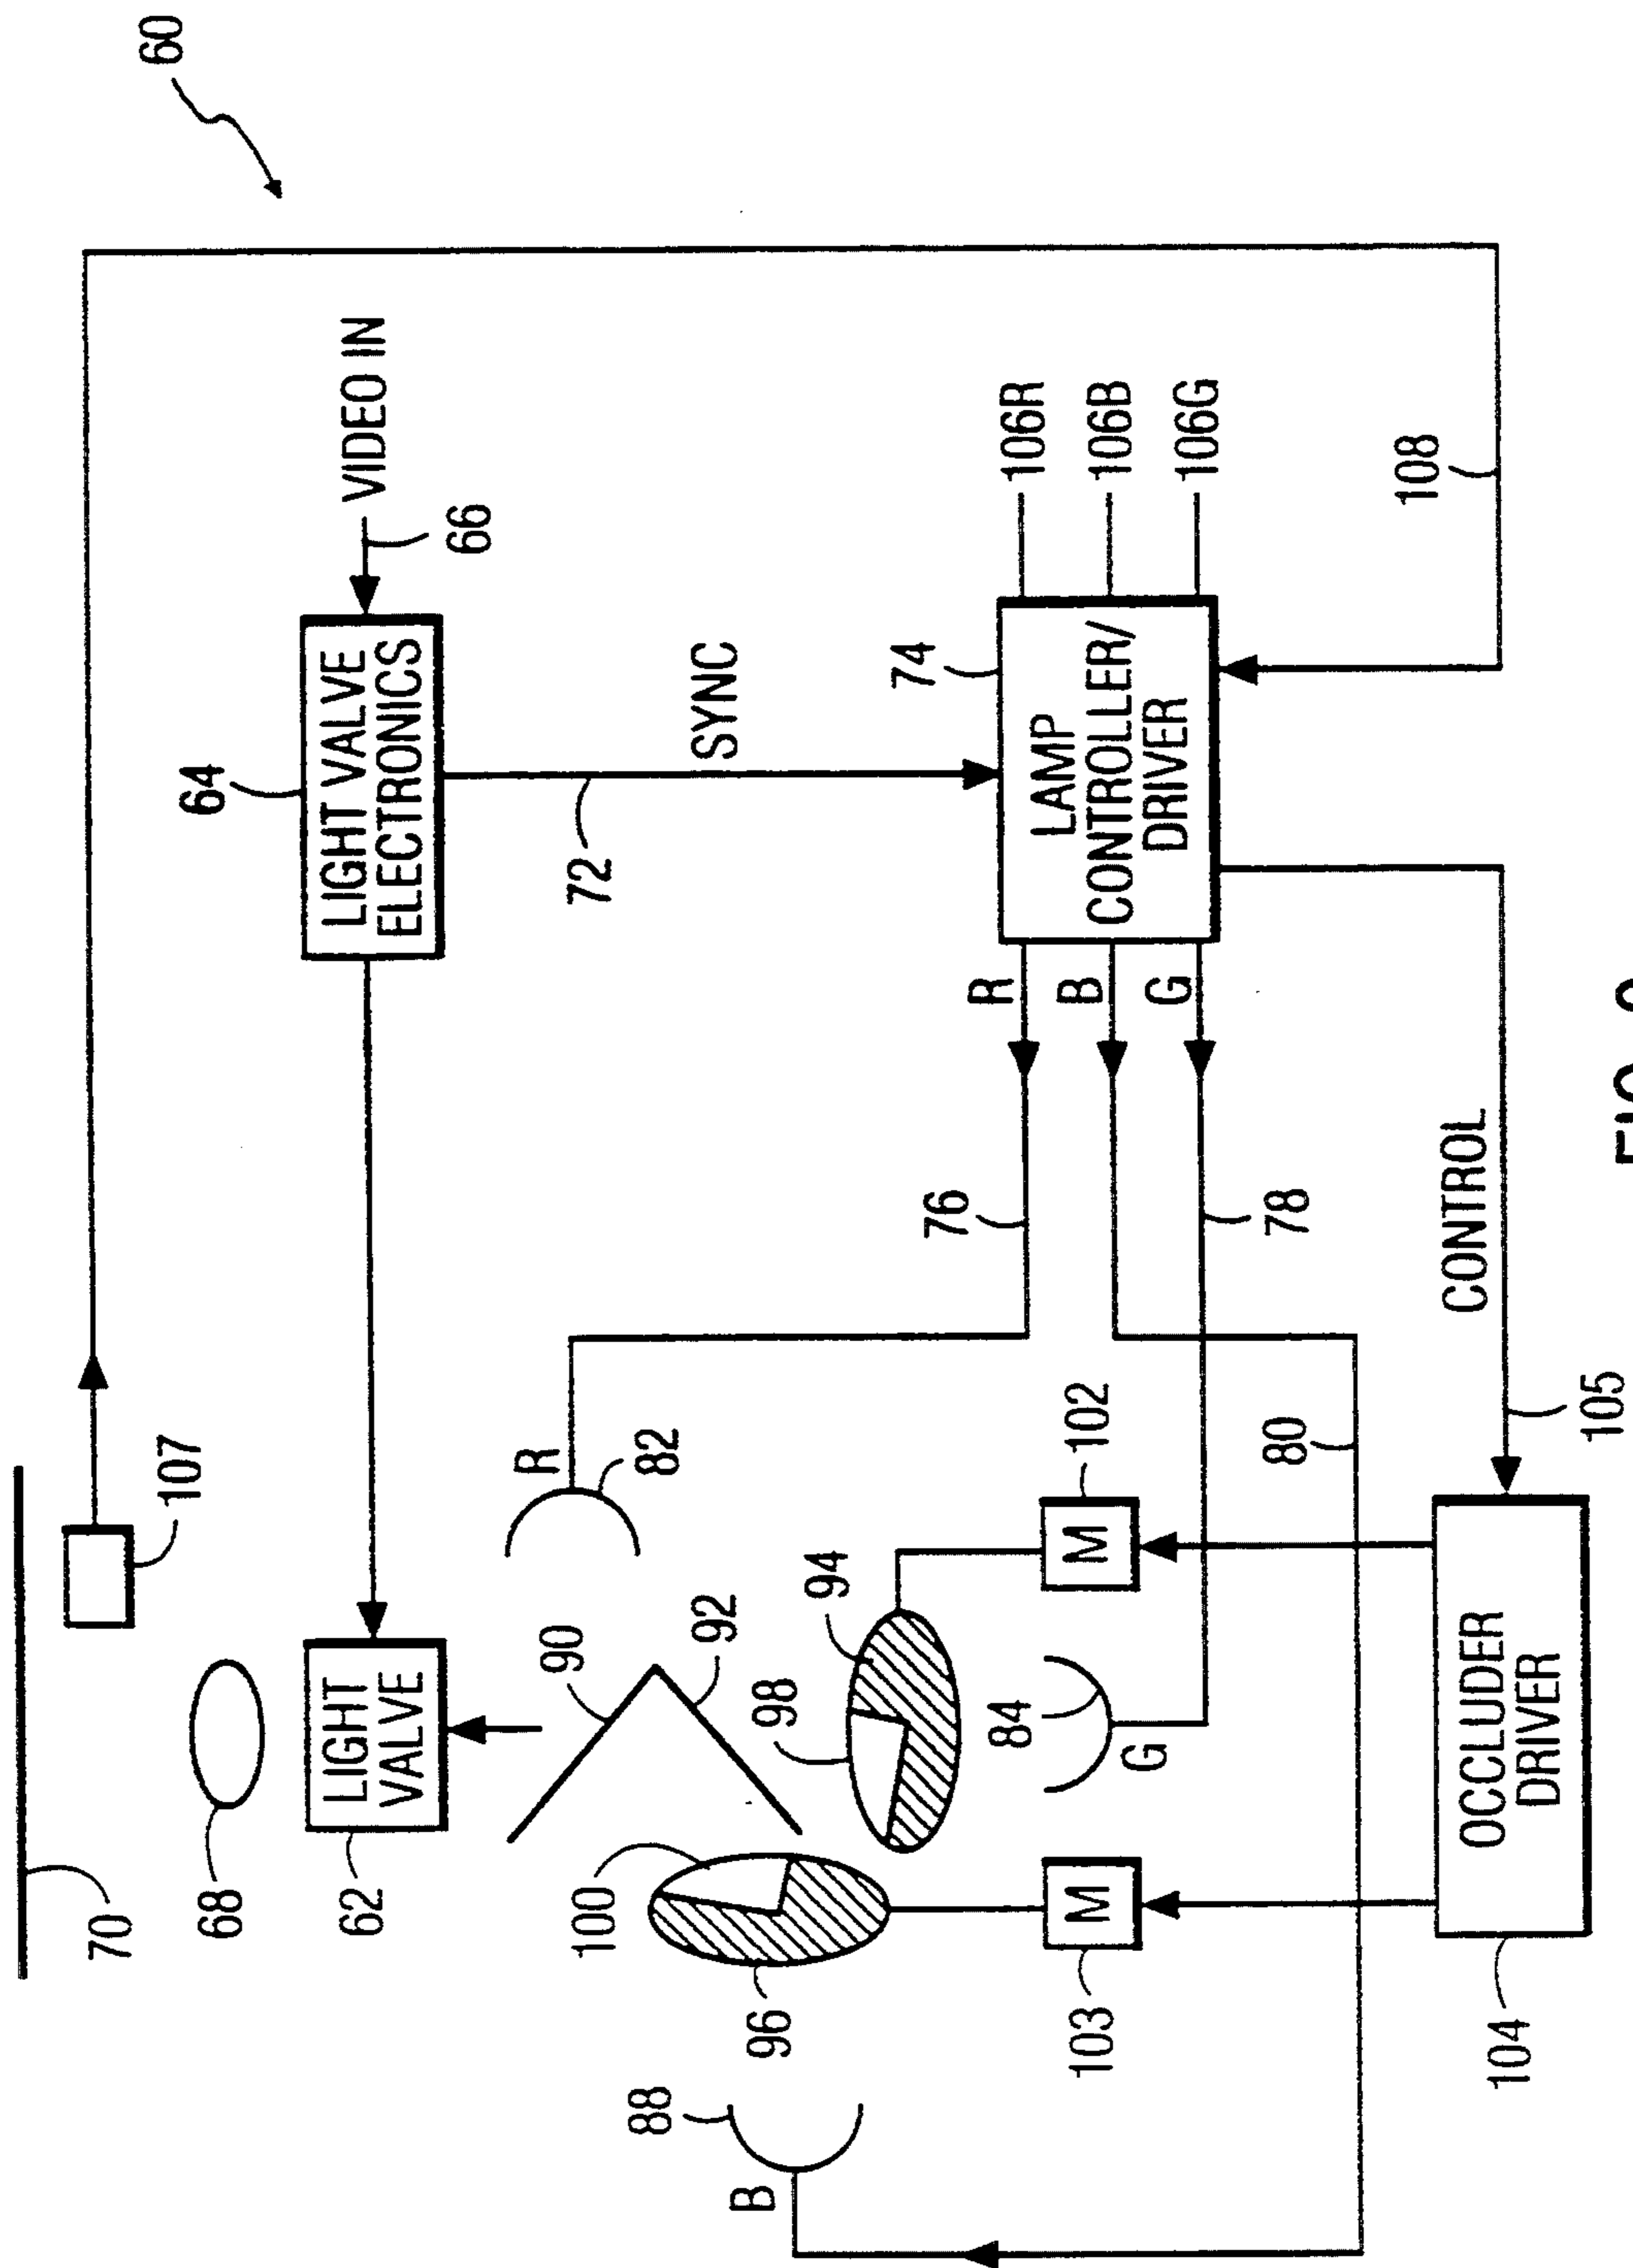 60
70
107
68
64
LIGHT VALVE
ELECTRONICS
VIDEO IN
62
LIGHT
VALVE
66
R
90
100
72
82
88
92
SYNC
B
96
98
94
74
76
84
R
106R
LAMP
CONTROLLER/
DRIVER
M
103
M
102
B
106B
G
G
106G
78
80
108
CONTROL
104
OCCLUDER
DRIVER
105
FIG.